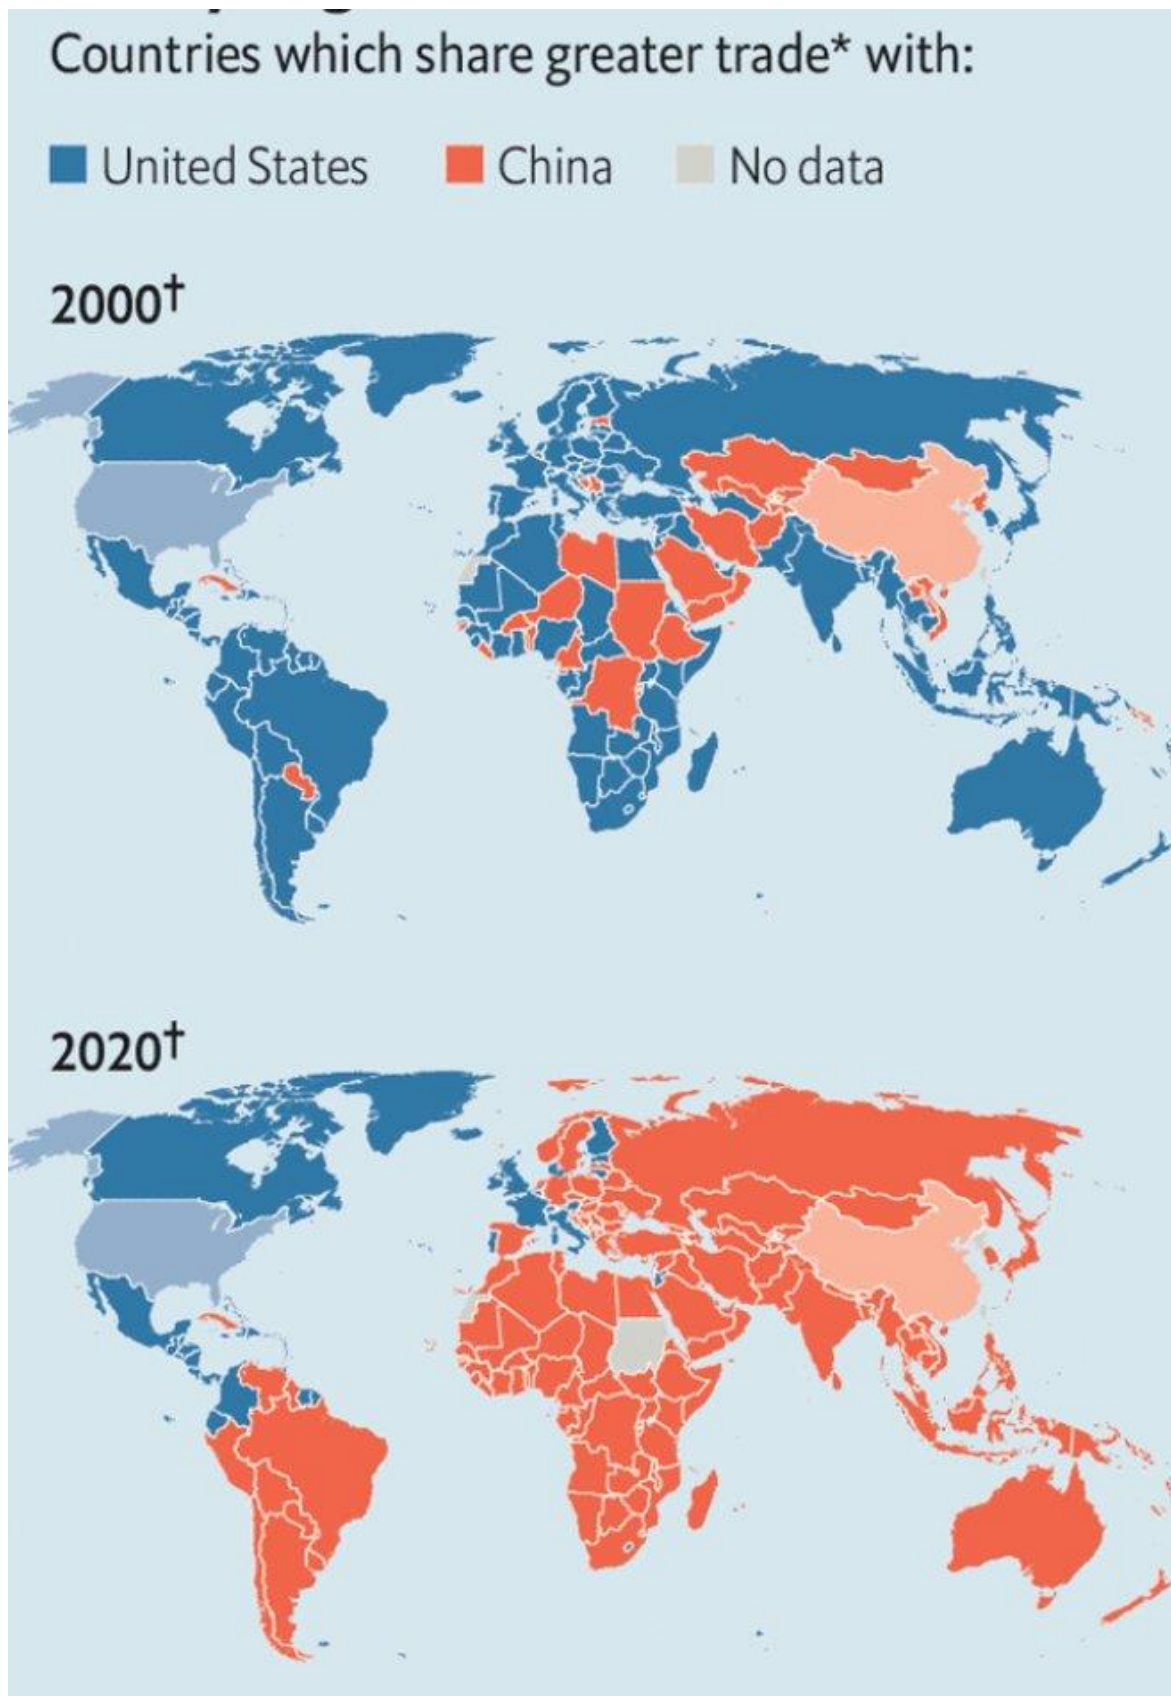 Countries which share greater trade* with:
United States China No data
2000†
2020†